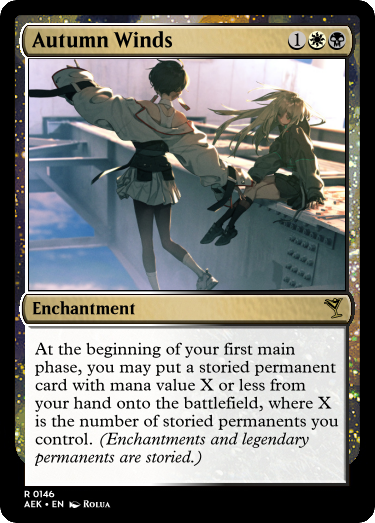 Autumn Winds 1
Enchantment
At the beginning of your first main
phase, you may put a storied permanent
card with mana value X or less from
your hand onto the battlefield, where X
is the number of storied permanents you
control. (Enchantments and legendary
permanents are storied.)
R 0146
AEK • EN Rolua